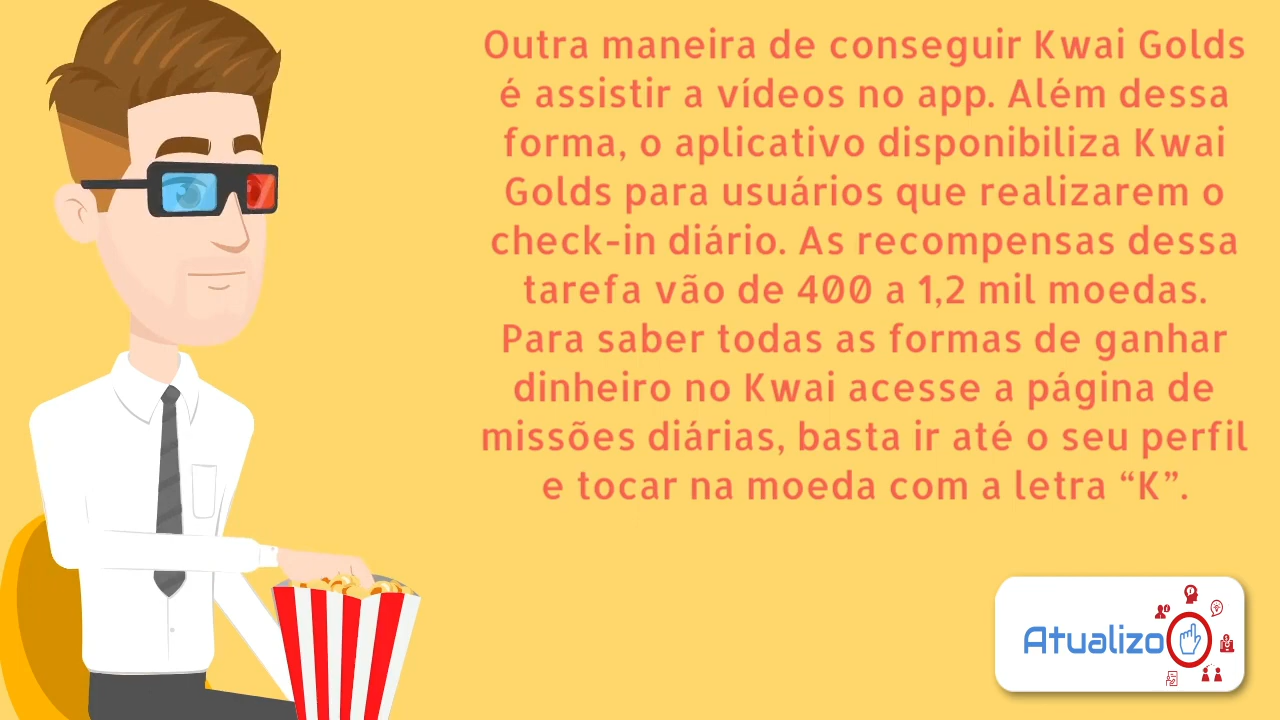 Outra maneira de conseguir Kwai Golds
é assistir a vídeos no app. Além dessa
forma, o aplicativo disponibiliza Kwai
Golds para usuários que realizarem o
check-in diário. As recompensas dessa
tarefa vão de 400 a 1,2 mil moedas.
Para saber todas as formas de ganhar
dinheiro no Kwai acesse a página de
missões diárias, basta ir até o seu perfil
e tocar na moeda com a letra “K”.
Atualizo